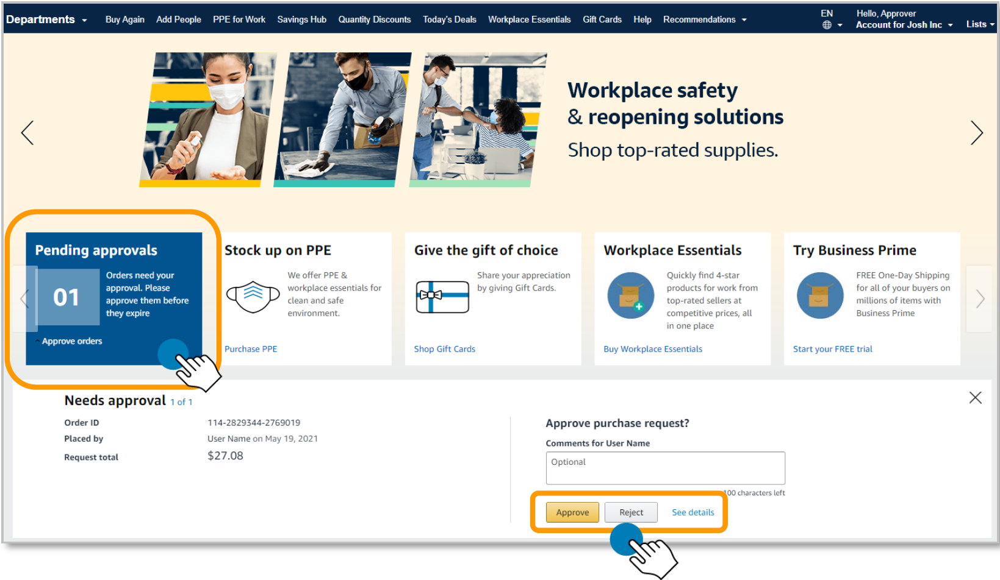 Departments
Buy Again
Add People
PPE for Work
Savings Hub
Quantity Discounts
Today's Deals
Workplace Essentials
Gift Cards
Help
Recommendations
EN
Hello, Approver
Account for Josh Inc
Lists
Workplace safety
& reopening solutions
Shop top-rated supplies.
Pending approvals
01
Orders need your
approval. Please
approve them before
they expire
Approve orders
Stock up on PPE
We offer PPE &
workplace essentials for
clean and safe
environment.
Purchase PPE
Give the gift of choice
Share your appreciation
by giving Gift Cards.
Shop Gift Cards
Workplace Essentials
Quickly find 4-star
products for work from
top-rated sellers at
competitive prices, all
in one place
Buy Workplace Essentials
Try Business Prime
FREE One-Day Shipping
for all of your buyers on
millions of items with
Business Prime
Start your FREE trial
Needs approval 1 of 1
Order ID 114-2829344-2769019
Placed by User Name on May 19, 2021
Request total $27.08
Approve purchase request?
Comments for User Name
Optional
100 characters left
Approve
Reject
See details